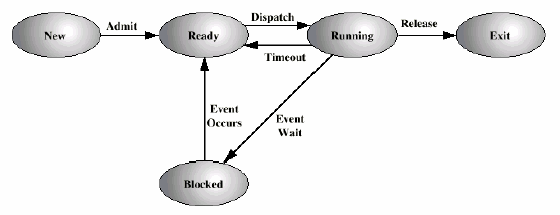 Dispatch
Admit
Release
New
Ready
Running
Exit
Timeout
Event
Occurs
Event
Wait
Blocked